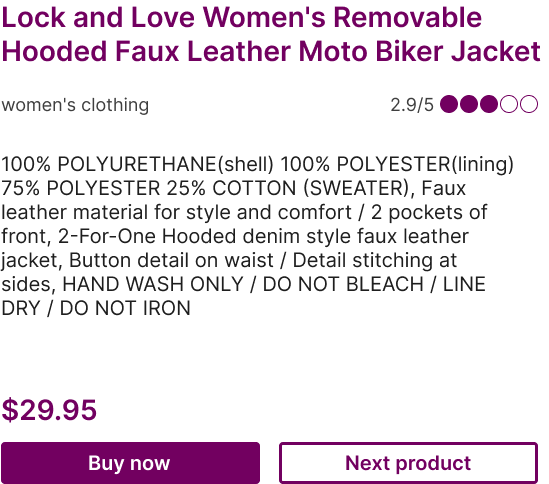 Lock and Love Women's Removable
Hooded Faux Leather Moto Biker Jacket
women's clothing
2.9/5
100% POLYURETHANE(shell) 100% POLYESTER(lining)
75% POLYESTER 25% COTTON (SWEATER), Faux
leather material for style and comfort / 2 pockets of
front, 2-For-One Hooded denim style faux leather
jacket, Button detail on waist / Detail stitching at
sides, HAND WASH ONLY / DO NOT BLEACH / LINE
DRY / DO NOT IRON
$29.95
Buy now
Next product